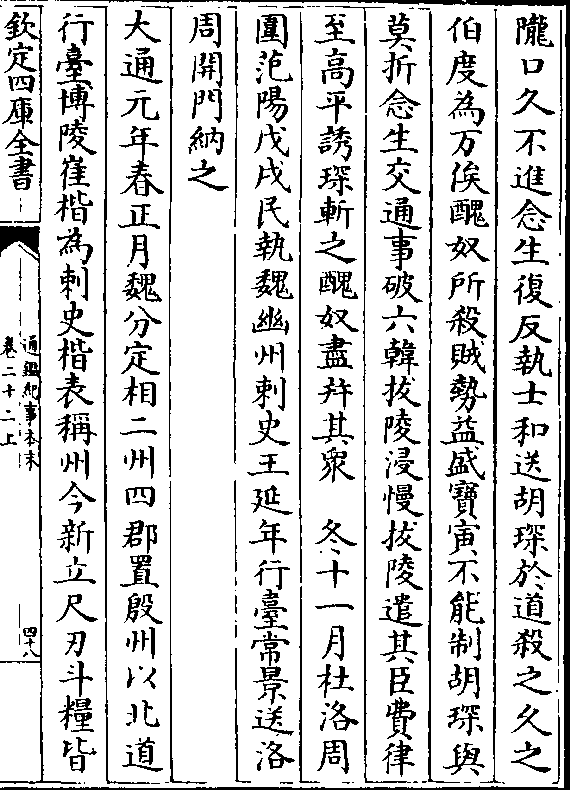 隴口久不進念生復反執士和送胡琛於道殺之久之
伯度為万俟醜奴所殺賊勢益盛寶寅不能制胡琛與
莫折念生交通事破六韓拔陵浸慢拔陵遣其臣費律
至高平誘琛斬之醜奴盡并其衆　冬十一月杜洛周
圍范陽戊戌民執魏幽州刺史王延年行臺常景送洛
周開門納之
大通元年春正月魏分定相二州四郡置殷州以北道
行臺博陵崔楷為刺史楷表稱州今新立尺刃斗糧皆
欽定四庫全書
通鑑紀事本末
卷二十二上
四十八